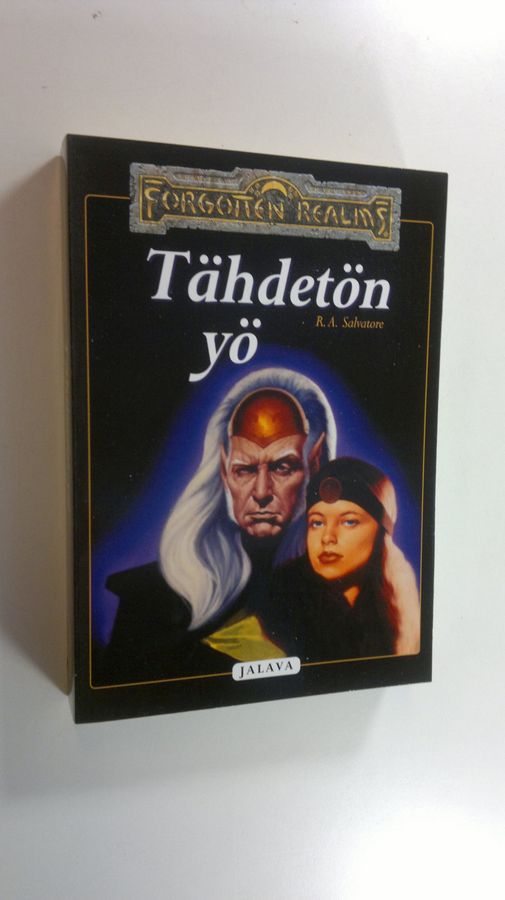 FORGOTTEN REALMS
Tähdetön
yö
R. A. Salvatore
JALAVA